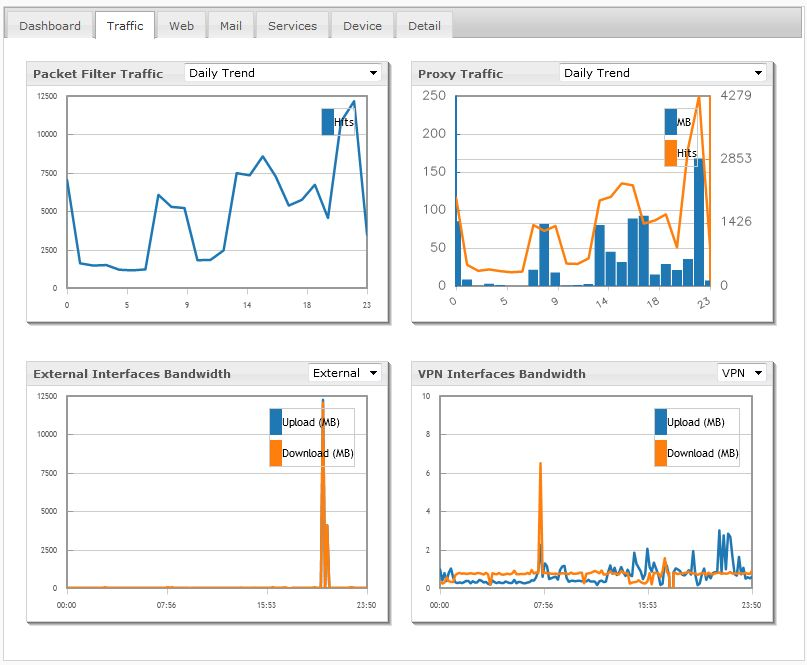 Dashboard Traffic Web Mail Services Device Detail
Packet Filter Traffic Daily Trend
12500
10000
7500
5000
2500
0
0 5 9 14 18 23
Hits
Proxy Traffic Daily Trend
250
200
150
100
50
0
4279
2853
1426
0
0 5 9 14 18 23
MB
Hits
External Interfaces Bandwidth External
12500
10000
7500
5000
2500
0
00:00 07:56 15:53 23:50
Upload (MB)
Download (MB)
VPN Interfaces Bandwidth VPN
10
8
6
4
2
0
00:00 07:56 15:53 23:50
Upload (MB)
Download (MB)